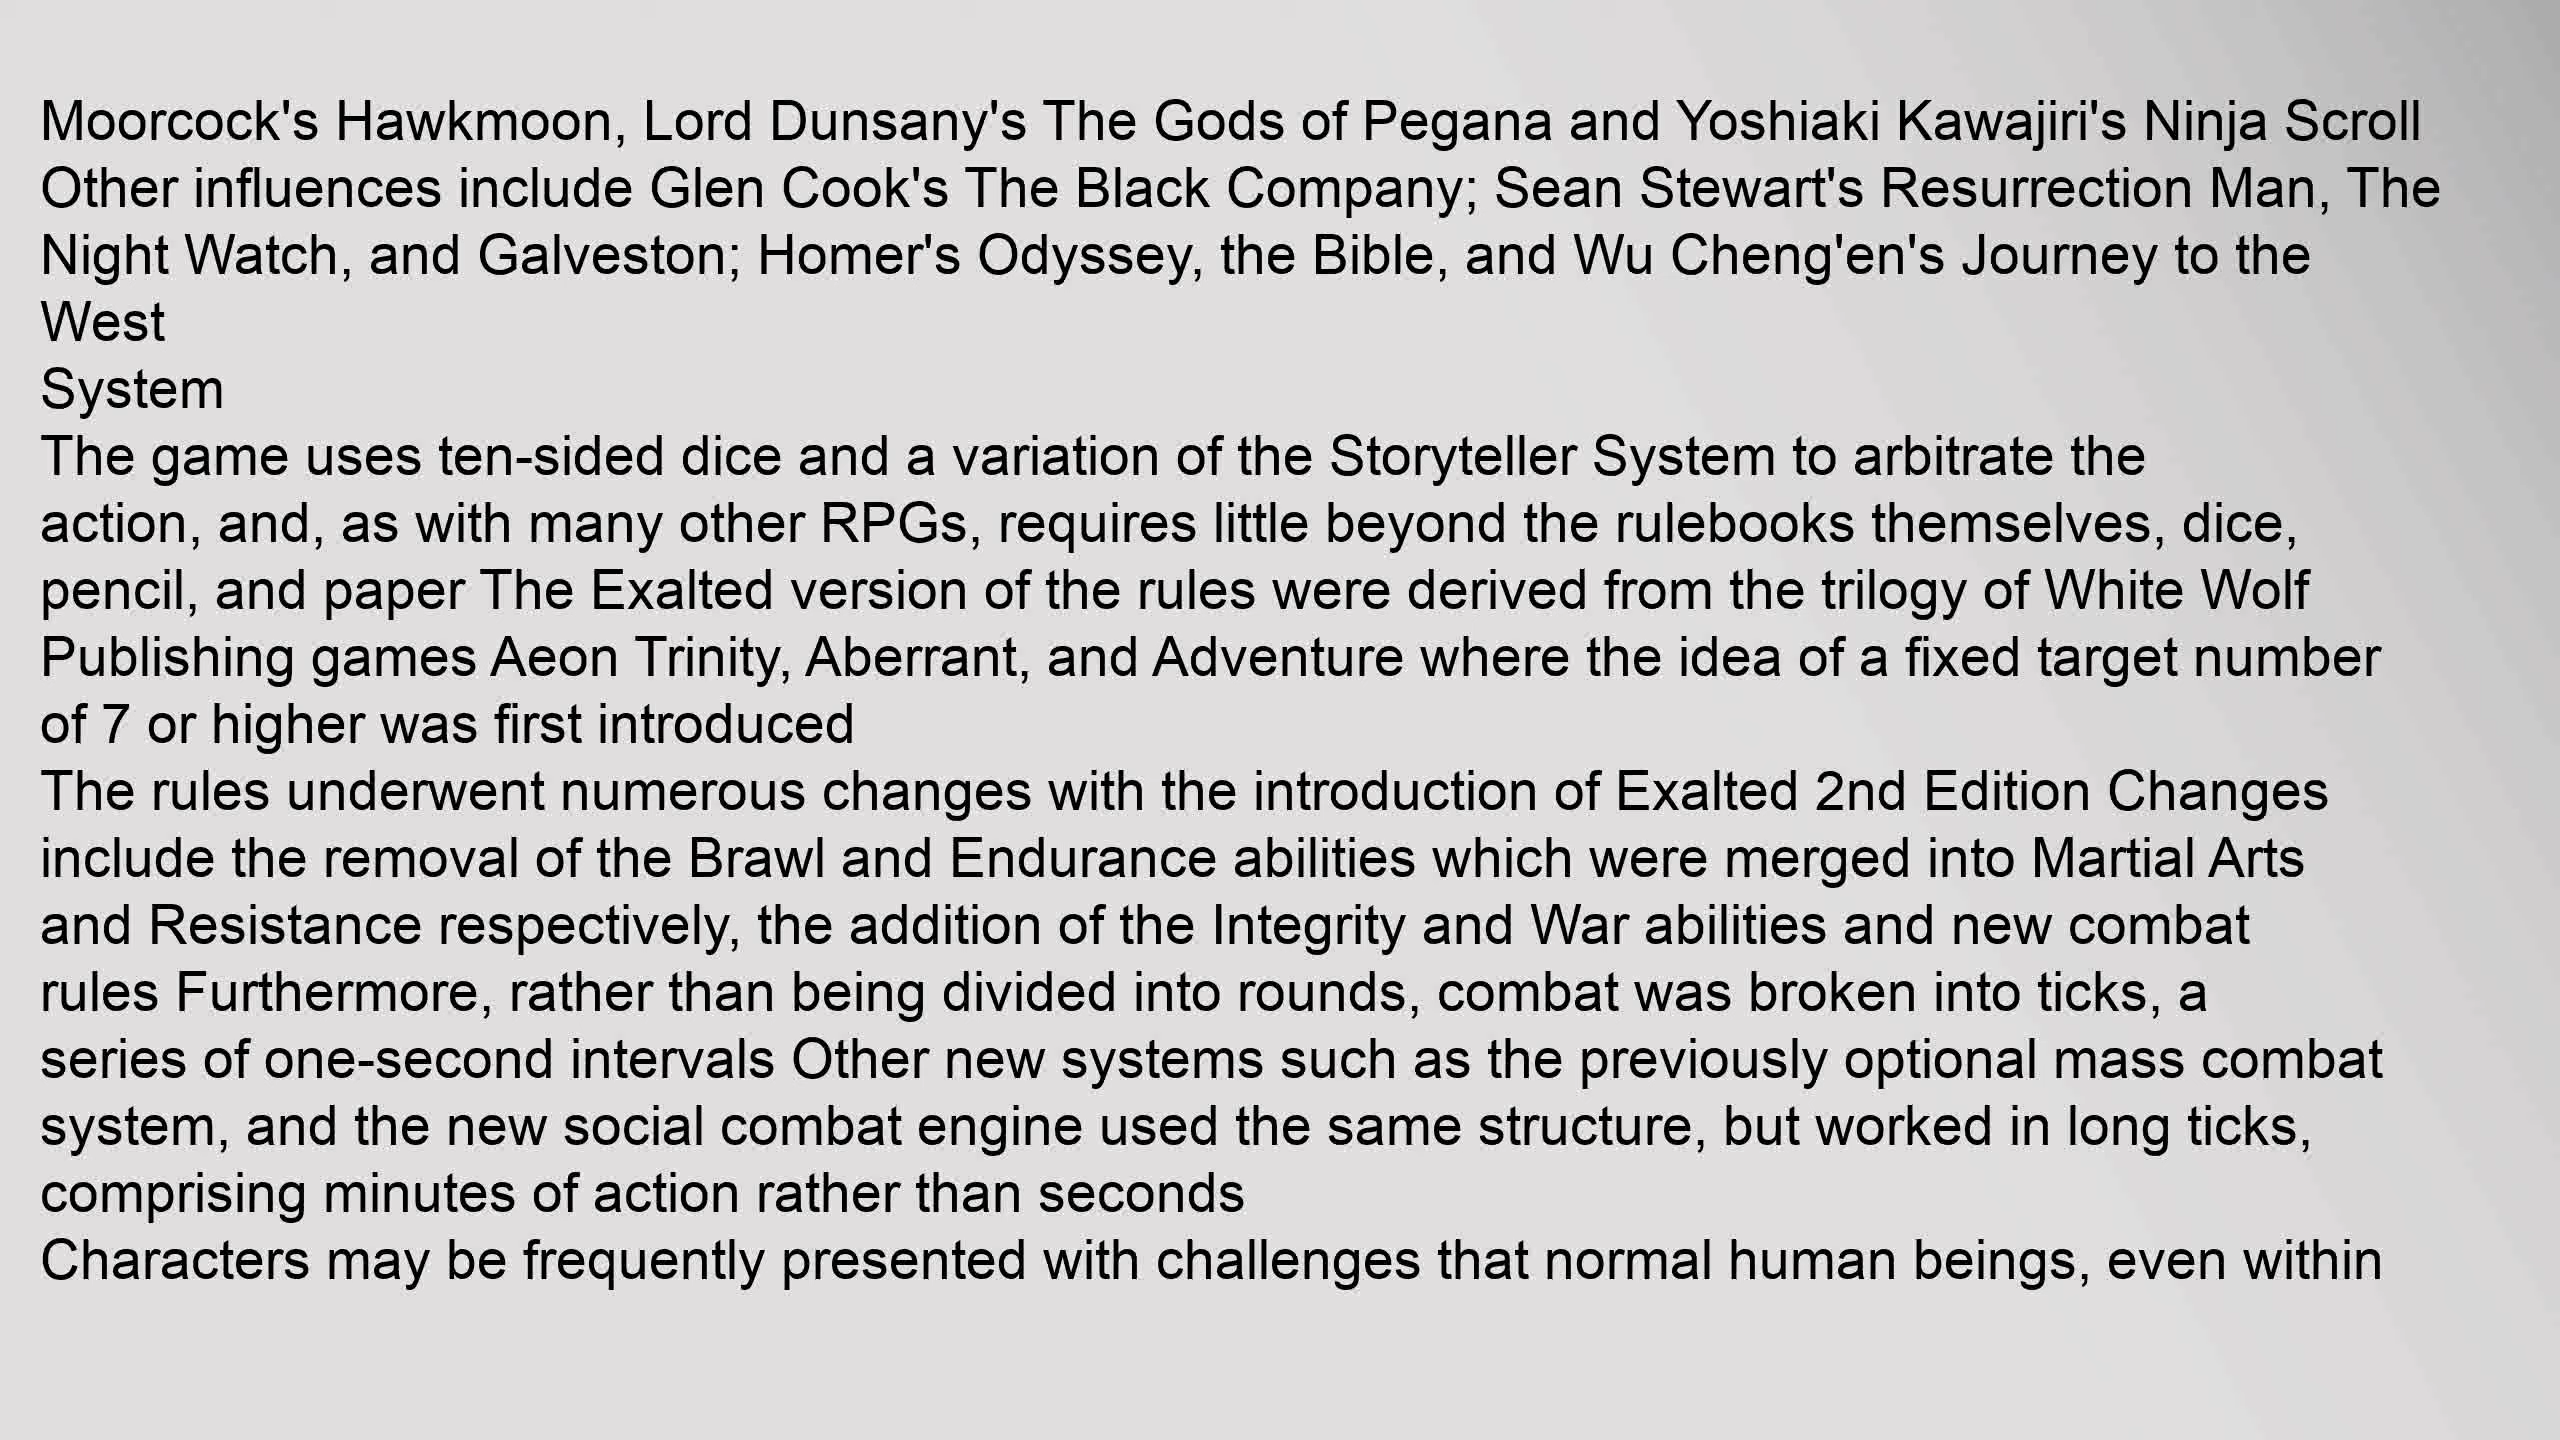 Moorcock's Hawkmoon, Lord Dunsany's The Gods of Pegana and Yoshiaki Kawajiri's Ninja Scroll
Other influences include Glen Cook's The Black Company; Sean Stewart's Resurrection Man, The
Night Watch, and Galveston; Homer's Odyssey, the Bible, and Wu Cheng'en's Journey to the
West
System
The game uses ten-sided dice and a variation of the Storyteller System to arbitrate the
action, and, as with many other RPGs, requires little beyond the rulebooks themselves, dice,
pencil, and paper The Exalted version of the rules were derived from the trilogy of White Wolf
Publishing games Aeon Trinity, Aberrant, and Adventure where the idea of a fixed target number
of 7 or higher was first introduced
The rules underwent numerous changes with the introduction of Exalted 2nd Edition Changes
include the removal of the Brawl and Endurance abilities which were merged into Martial Arts
and Resistance respectively, the addition of the Integrity and War abilities and new combat
rules Furthermore, rather than being divided into rounds, combat was broken into ticks, a
series of one-second intervals Other new systems such as the previously optional mass combat
system, and the new social combat engine used the same structure, but worked in long ticks,
comprising minutes of action rather than seconds
Characters may be frequently presented with challenges that normal human beings, even within